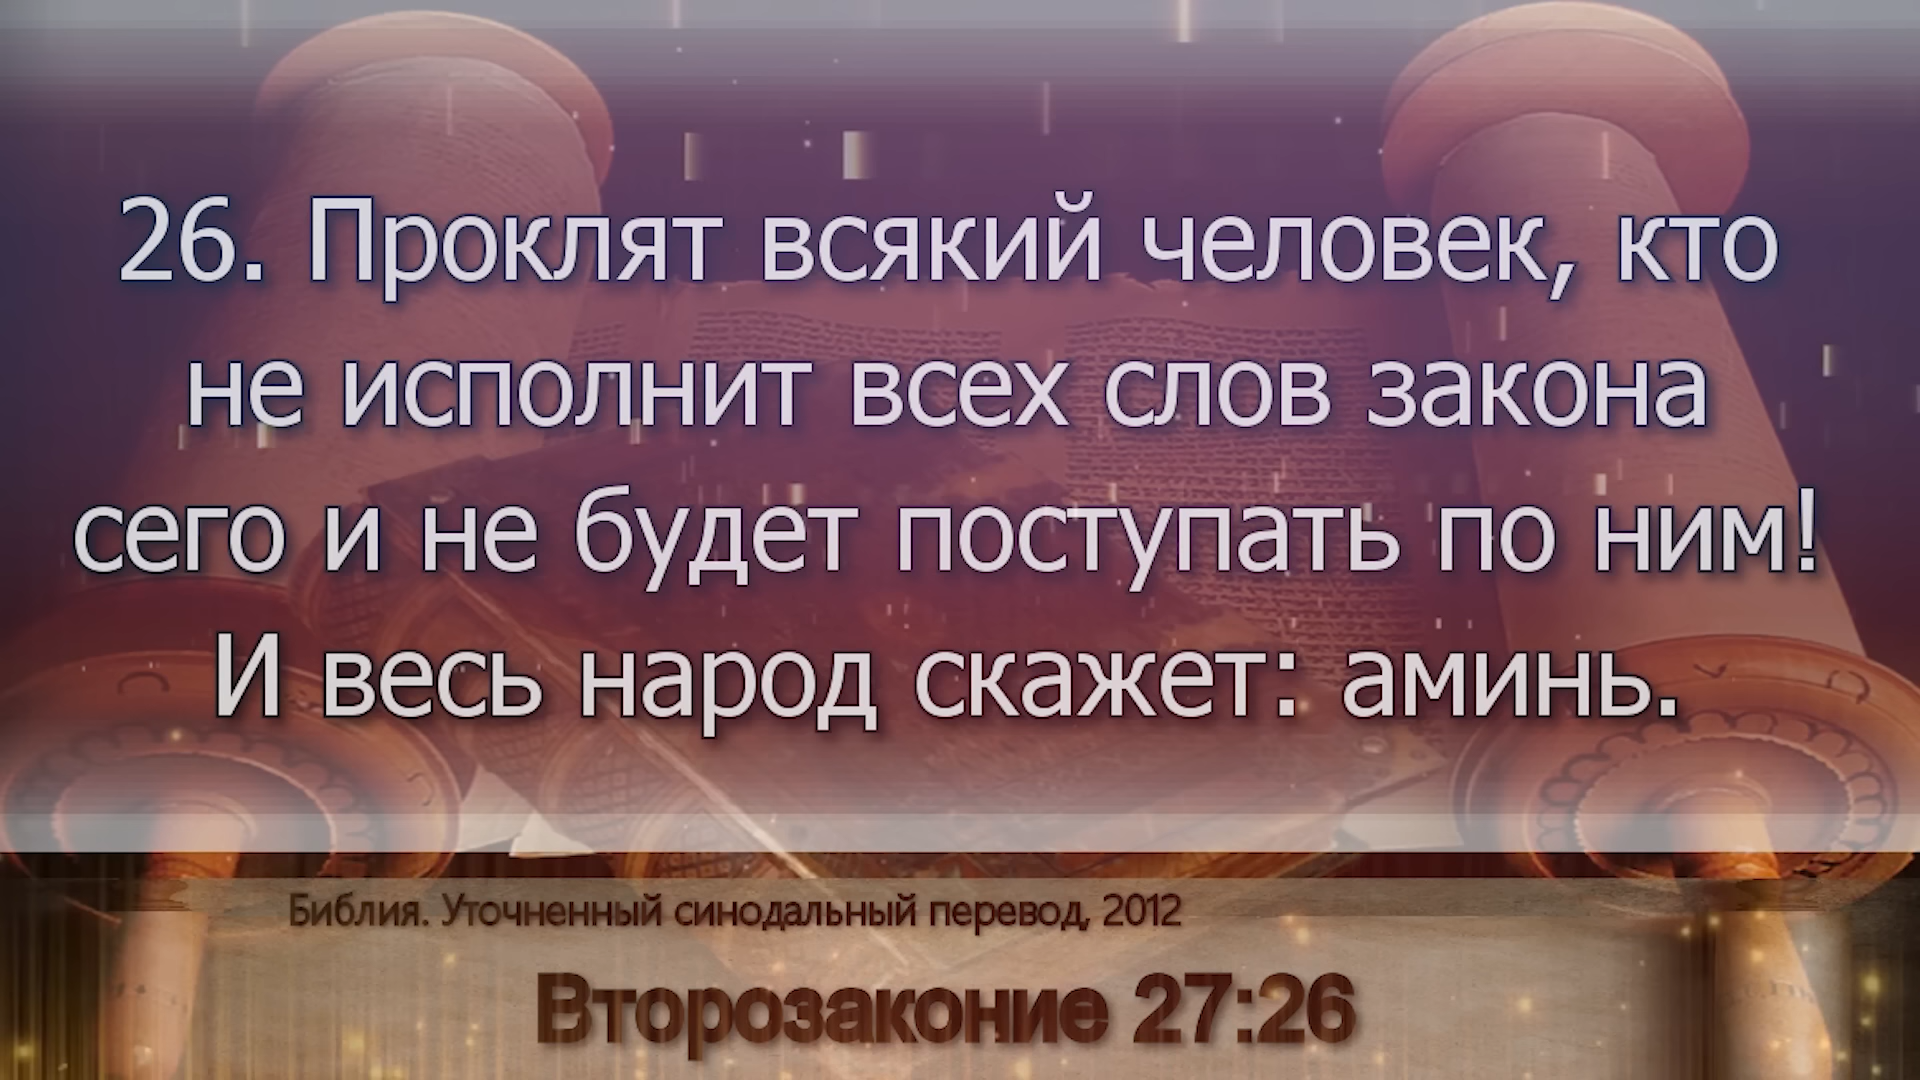 26. Проклят всякий человек, кто
не исполнит всех слов закона
сего и не будет поступать по ним!
И весь народ скажет: аминь.
Библия. Уточненный синодальный перевод, 2012
Второзаконие 27:26